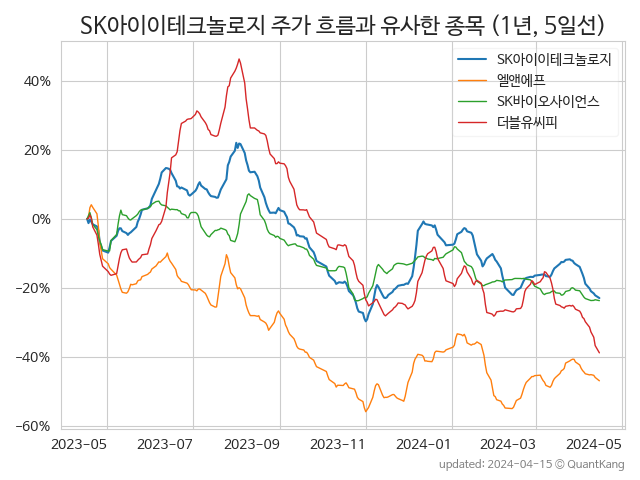 SK아이이테크놀로지 주가 흐름과 유사한 종목 (1년, 5일선)
SK아이이테크놀로지
엘앤에프
SK바이오사이언스
더블유씨피
40%
20%
0%
−20%
−40%
−60%
2023-05 2023-07 2023-09 2023-11 2024-01 2024-03 2024-05
updated: 2024-04-15 © QuantKang